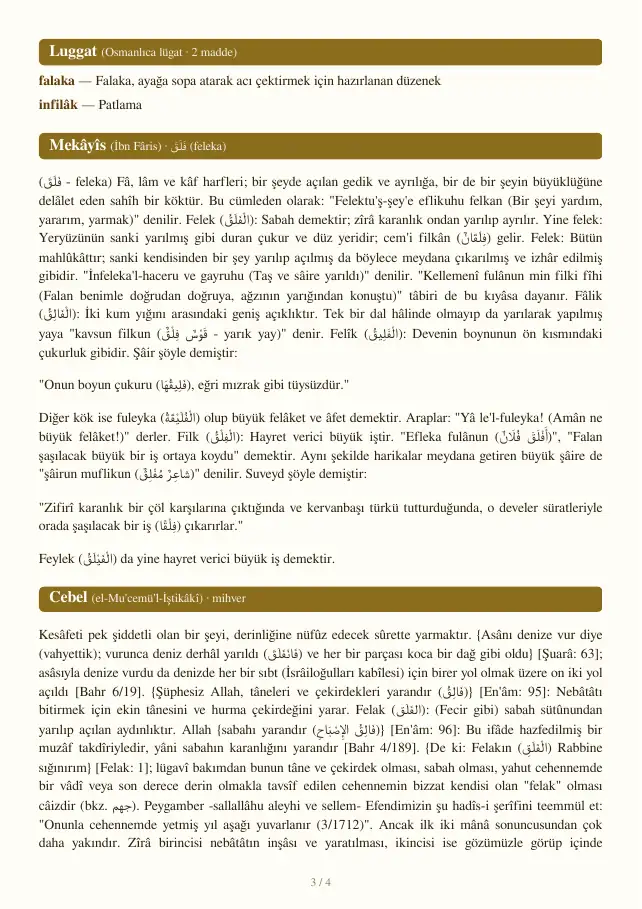 Luggat (Osmanlıca lügat · 2 madde)
falaka — Falaka, ayağa sopa atarak acı çektirmek için hazırlanan düzenek
infilâk — Patlama
Mekâyîs (İbn Fâris) · فَلَقَ (feleka)
(فَلَقَ - feleka) Fâ, lâm ve kâf harfleri; bir şeyde açılan gedik ve ayrılığa, bir de bir şeyin büyüklüğüne
delâlet eden sahîh bir köktür. Bu cümleden olarak: "Felektu'ş-şey'e eflikuhu felkan (Bir şeyi yardım,
yararım, yarmak)" denilir. Felek (الْفَلَقُ): Sabah demektir; zîrâ karanlık ondan yarılıp ayrılır. Yine felek:
Yeryüzünün sanki yarılmış gibi duran çukur ve düz yeridir; cem'i filkân (فِلْقَانٌ) gelir. Felek: Bütün
mahlûkâttır; sanki kendisinden bir şey yarılıp açılmış da böylece meydana çıkarılmış ve izhâr edilmiş
gibidir. "İnfeleka'l-haceru ve gayruhu (Taş ve sâire yarıldı)" denilir. "Kellemenî fulânun min filki fîhi
(Falan benimle doğrudan doğruya, ağzının yarığından konuştu)" tâbiri de bu kıyâsa dayanır. Fâlik
(الْفَالِقُ): İki kum yığını arasındaki geniş açıklıktır. Tek bir dal hâlinde olmayıp da yarılarak yapılmış
yaya "kavsun filkun (قَوْسٌ فِلْقٌ - yarık yay)" denir. Felîk (الْفَلِيقُ): Devenin boynunun ön kısmındaki
çukurluk gibidir. Şâir şöyle demiştir:
"Onun boyun çukuru (فَلِيقُهَا), eğri mızrak gibi tüysüzdür."
Diğer kök ise fuleyka (الْفُلَيْقَةُ) olup büyük felâket ve âfet demektir. Araplar: "Yâ le'l-fuleyka! (Amân ne
büyük felâket!)" derler. Filk (الْفِلْقُ): Hayret verici büyük iştir. "Efleka fulânun (أَفْلَقَ فُلَانٌ)", "Falan
şaşılacak büyük bir iş ortaya koydu" demektir. Aynı şekilde harikalar meydana getiren büyük şâire de
"şâirun muflikun (شَاعِرٌ مُفْلِقٌ)" denilir. Suveyd şöyle demiştir:
"Zifirî karanlık bir çöl karşılarına çıktığında ve kervanbaşı türkü tutturduğunda, o develer süratleriyle
orada şaşılacak bir iş (فِلْقًا) çıkarırlar."
Feylek (الْفَيْلَقُ) da yine hayret verici büyük iş demektir.
Cebel (el-Mu'cemü'l-İştikâkî) · mihver
Kesâfeti pek şiddetli olan bir şeyi, derinliğine nüfûz edecek sûrette yarmaktır. {Asânı denize vur diye
(vahyettik); vurunca deniz derhâl yarıldı (فَانْفَلَقَ) ve her bir parçası koca bir dağ gibi oldu} [Şuarâ: 63];
asâsıyla denize vurdu da denizde her bir sıbt (İsrâiloğulları kabîlesi) için birer yol olmak üzere on iki yol
açıldı [Bahr 6/19]. {Şüphesiz Allah, tâneleri ve çekirdekleri yarandır (فَالِقُ)} [En'âm: 95]: Nebâtâtı
bitirmek için ekin tânesini ve hurma çekirdeğini yarar. Felak (الفلق): (Fecir gibi) sabah sütûnundan
yarılıp açılan aydınlıktır. Allah {sabahı yarandır (فَالِقُ الإِصْبَاحِ)} [En'âm: 96]: Bu ifâde hazfedilmiş bir
muzâf takdîriyledir, yâni sabahın karanlığını yarandır [Bahr 4/189]. {De ki: Felakın (الْفَلَقِ) Rabbine
sığınırım} [Felak: 1]; lügavî bakımdan bunun tâne ve çekirdek olması, sabah olması, yahut cehennemde
bir vâdî veya son derece derin olmakla tavsîf edilen cehennemin bizzat kendisi olan "felak" olması
câizdir (bkz. جهم). Peygamber -sallallâhu aleyhi ve sellem- Efendimizin şu hadîs-i şerîfini teemmül et:
"Onunla cehennemde yetmiş yıl aşağı yuvarlanır (3/1712)". Ancak ilk iki mânâ sonuncusundan çok
daha yakındır. Zîrâ birincisi nebâtâtın inşâsı ve yaratılması, ikincisi ise gözümüzle görüp içinde
3 / 4